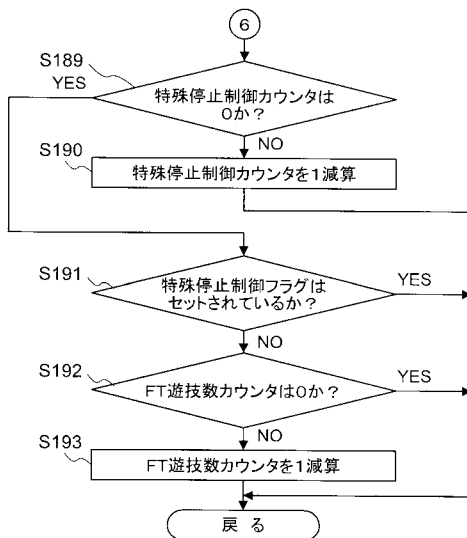 6
S189
YES
特殊停止制御カウンタは
0か？
NO
S190
特殊停止制御カウンタを1減算
S191
特殊停止制御フラグは
セットされているか？
YES
NO
S192
FT遊技数カウンタは0か？
YES
NO
S193
FT遊技数カウンタを1減算
戻る